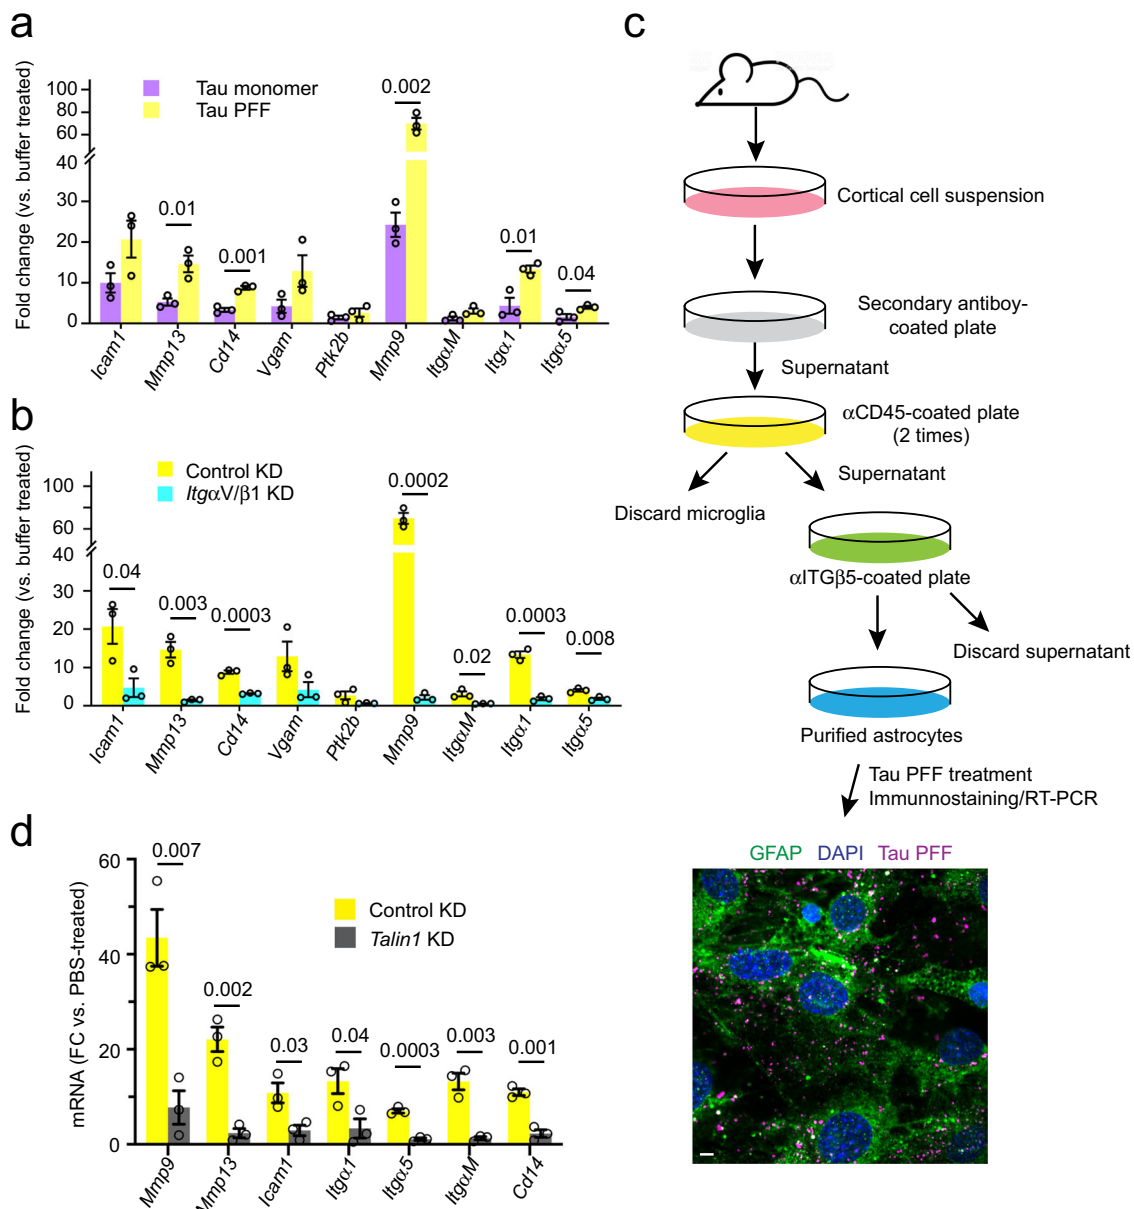 a
Fold change (vs. buffer treated)
100
80
60
40
30
20
10
0
Tau monomer
Tau PFF
0.01
0.001
0.002
0.01
0.04
Icam1
Mmp13
Cd14
Vgam
Ptk2b
Mmp9
ItgαM
Itgα1
Itgα5
b
Fold change (vs. buffer treated)
100
60
40
30
20
10
0
Control KD
ItgαV/β1 KD
0.04
0.003
0.0003
0.0002
0.02
0.0003
0.008
Icam1
Mmp13
Cd14
Vgam
Ptk2b
Mmp9
ItgαM
Itgα1
Itgα5
c
Cortical cell suspension
Secondary antiboy-
coated plate
Supernatant
αCD45-coated plate
(2 times)
Supernatant
Discard microglia
αITGβ5-coated plate
Discard supernatant
Purified astrocytes
Tau PFF treatment
Immunnostaining/RT-PCR
GFAP DAPI Tau PFF
d
mRNA (FC vs. PBS-treated)
60
40
20
0
Control KD
Talin1 KD
0.007
0.002
0.03
0.04
0.0003
0.003
0.001
Mmp9
Mmp13
Icam1
Itgα1
Itgα5
ItgαM
Cd14